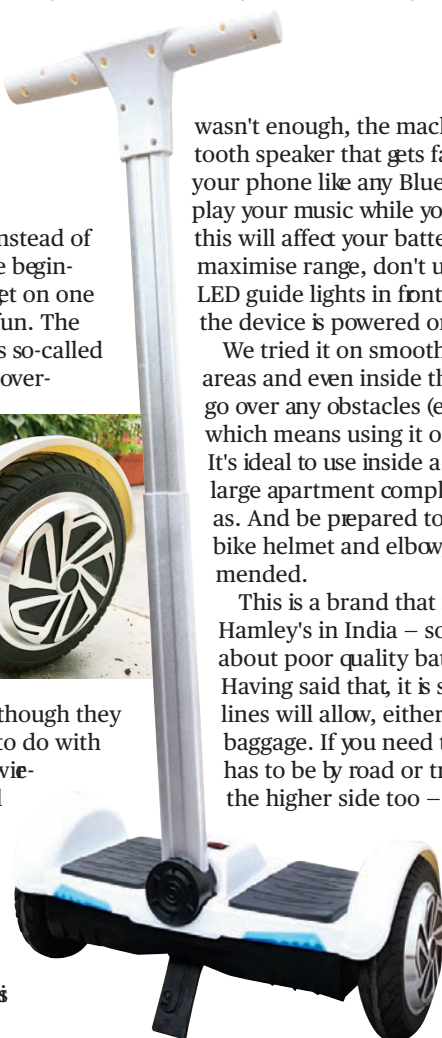 nstead of
e begin-
et on one
fun. The
s so-called
over-
though they
to do with
wasn't enough, the mach
tooth speaker that gets fa
your phone like any Blue
play your music while yo
this will affect your batte
maximise range, don't u
LED guide lights in front
the device is powered on
We tried it on smooth
areas and even inside th
go over any obstacles (e
which means using it o
It's ideal to use inside a
large apartment compl
as. And be prepared to
bike helmet and elbow
mended.
This is a brand that
Hamley's in India – so
about poor quality bat
Having said that, it is s
lines will allow, either
baggage. If you need t
has to be by road or tr
the higher side too –